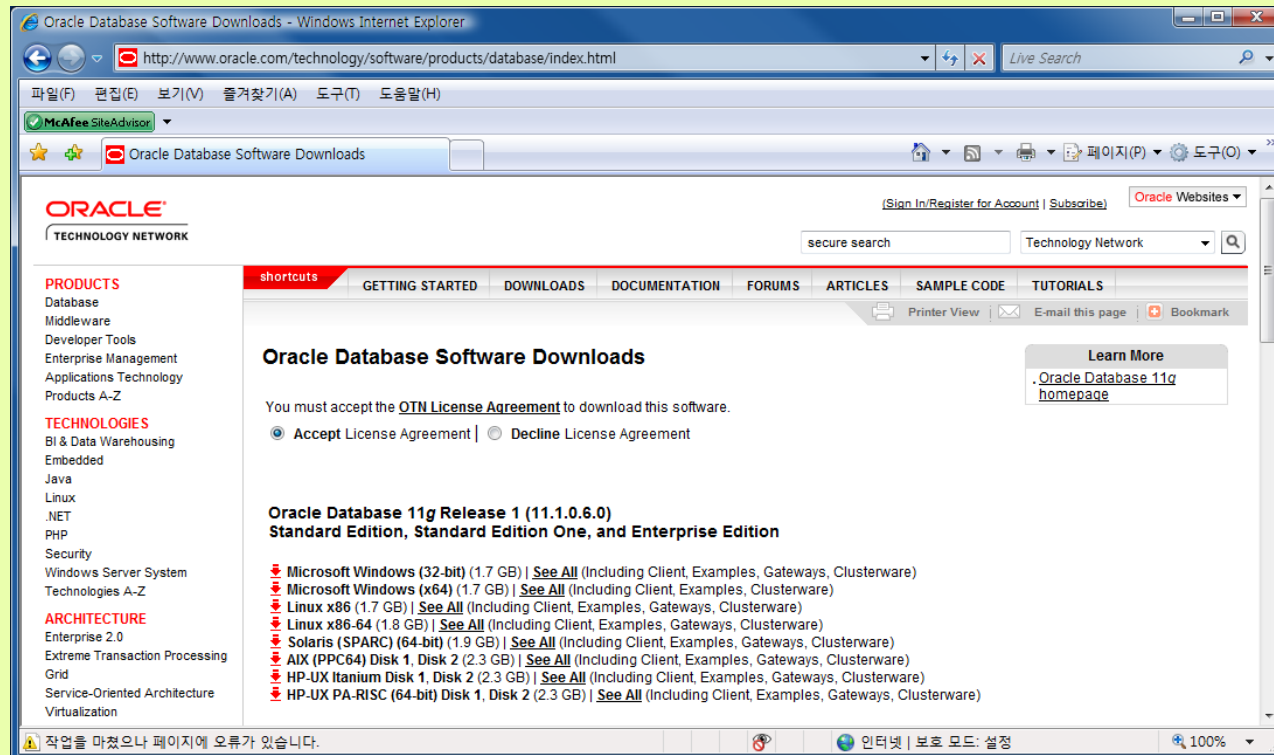 Oracle Database Software Downloads - Windows Internet Explorer
http://www.oracle.com/technology/software/products/database/index.html
Live Search
파일(F) 편집(E) 보기(V) 즐겨찾기(A) 도구(T) 도움말(H)
McAfee SiteAdvisor
Oracle Database Software Downloads
페이지(P) 도구(O)
ORACLE
TECHNOLOGY NETWORK
(Sign In/Register for Account | Subscribe)
Oracle Websites
secure search
Technology Network
shortcuts
GETTING STARTED DOWNLOADS DOCUMENTATION FORUMS ARTICLES SAMPLE CODE TUTORIALS
Printer View | E-mail this page | Bookmark
PRODUCTS
Database
Middleware
Developer Tools
Enterprise Management
Applications Technology
Products A-Z
TECHNOLOGIES
BI & Data Warehousing
Embedded
Java
Linux
.NET
PHP
Security
Windows Server System
Technologies A-Z
ARCHITECTURE
Enterprise 2.0
Extreme Transaction Processing
Grid
Service-Oriented Architecture
Virtualization
Oracle Database Software Downloads
You must accept the OTN License Agreement to download this software.
Accept License Agreement | Decline License Agreement
Oracle Database 11g Release 1 (11.1.0.6.0)
Standard Edition, Standard Edition One, and Enterprise Edition
Microsoft Windows (32-bit) (1.7 GB) | See All (Including Client, Examples, Gateways, Clusterware)
Microsoft Windows (x64) (1.7 GB) | See All (Including Client, Examples, Clusterware)
Linux x86 (1.7 GB) | See All (Including Client, Examples, Gateways, Clusterware)
Linux x86-64 (1.8 GB) | See All (Including Client, Examples, Gateways, Clusterware)
Solaris (SPARC) (64-bit) (1.9 GB) | See All (Including Client, Examples, Gateways, Clusterware)
AIX (PPC64) Disk 1, Disk 2 (2.3 GB) | See All (Including Client, Examples, Gateways, Clusterware)
HP-UX Itanium Disk 1, Disk 2 (2.3 GB) | See All (Including Client, Examples, Gateways, Clusterware)
HP-UX PA-RISC (64-bit) Disk 1, Disk 2 (2.3 GB) | See All (Including Client, Examples, Gateways, Clusterware)
Learn More
. Oracle Database 11g
homepage
작업을 마쳤으나 페이지에 오류가 있습니다.
인터넷 | 보호 모드: 설정
100%